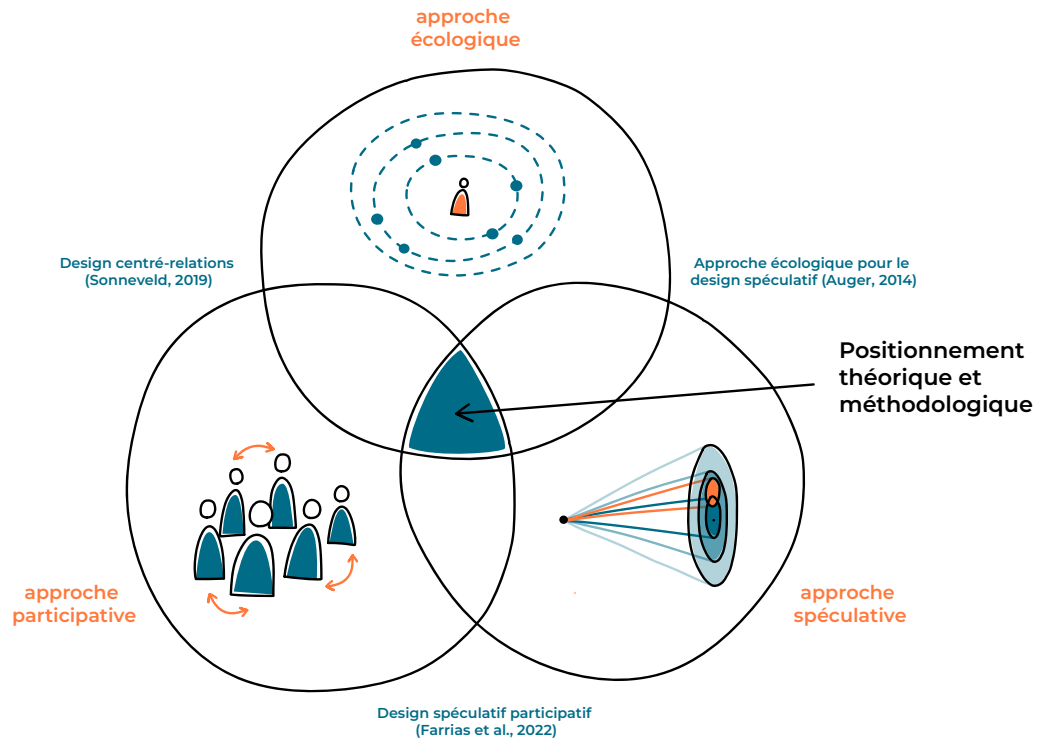 approche
écologique
Design centré-relations
(Sonneveld, 2019)
Approche écologique pour le
design spéculatif (Auger, 2014)
Positionnement
théorique et
méthodologique
approche
participative
approche
spéculative
Design spéculatif participatif
(Farrias et al., 2022)